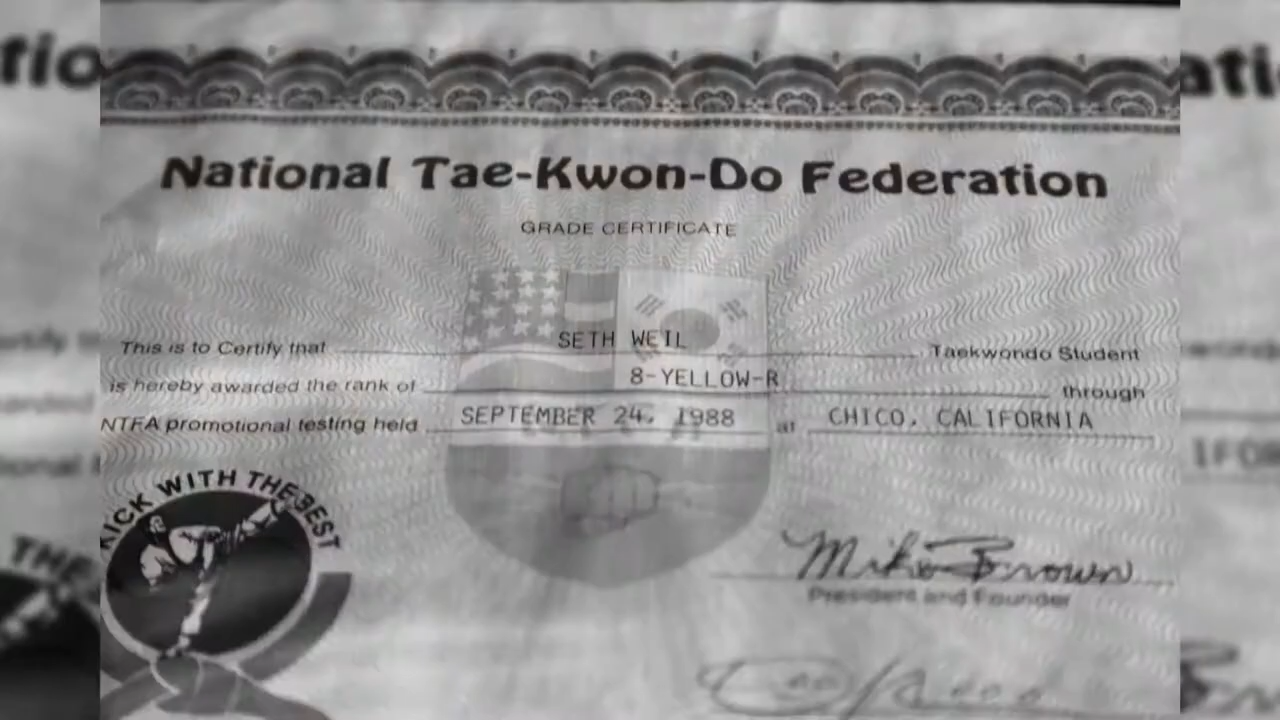 National Tae-Kwon-Do Federation
GRADE CERTIFICATE
This is to Certify that SETH WEIL Taekwondo Student
is hereby awarded the rank of 8-YELLOW-R through
NTFA promotional testing held SEPTEMBER 24, 1988 at CHICO, CALIFORNIA
KICK WITH THE BEST
Mike Brown
President and Founder